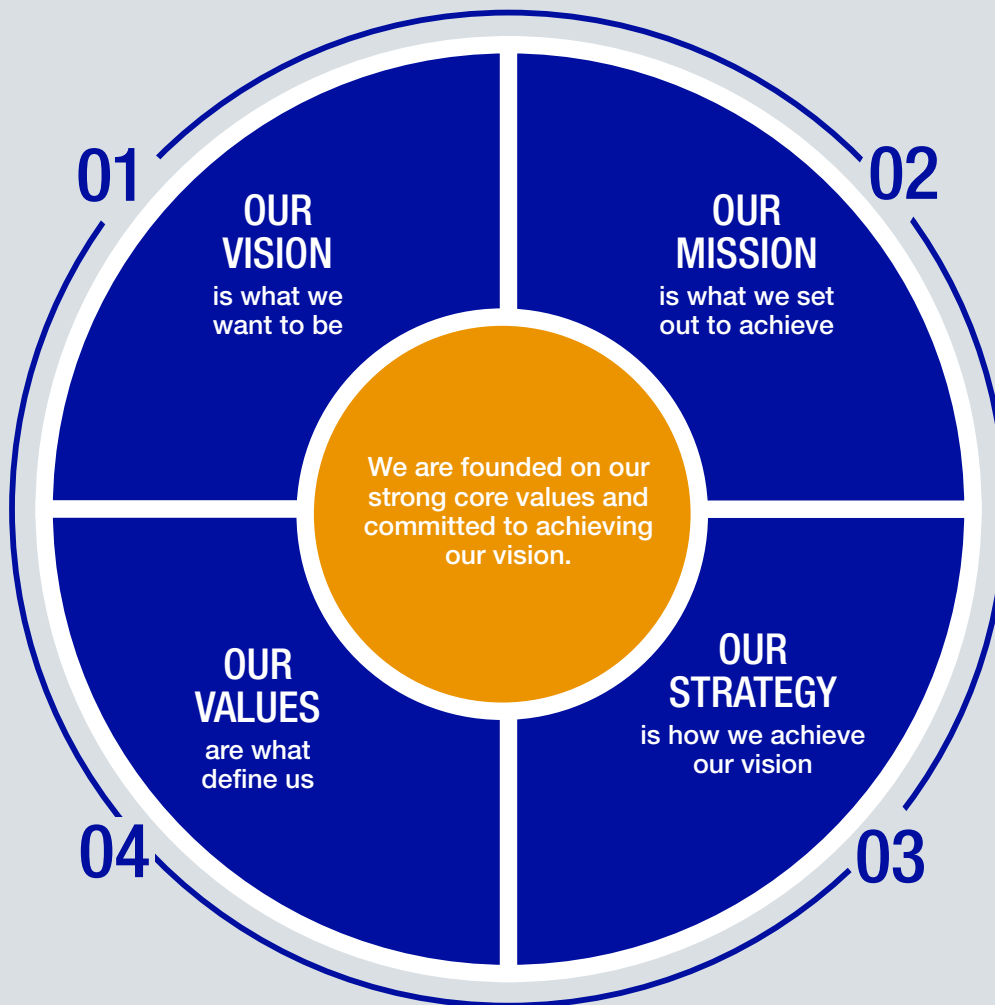 01
OUR
VISION
is what we
want to be
02
OUR
MISSION
is what we set
out to achieve
We are founded on our
strong core values and
committed to achieving
our vision.
03
OUR
STRATEGY
is how we achieve
our vision
04
OUR
VALUES
are what
define us